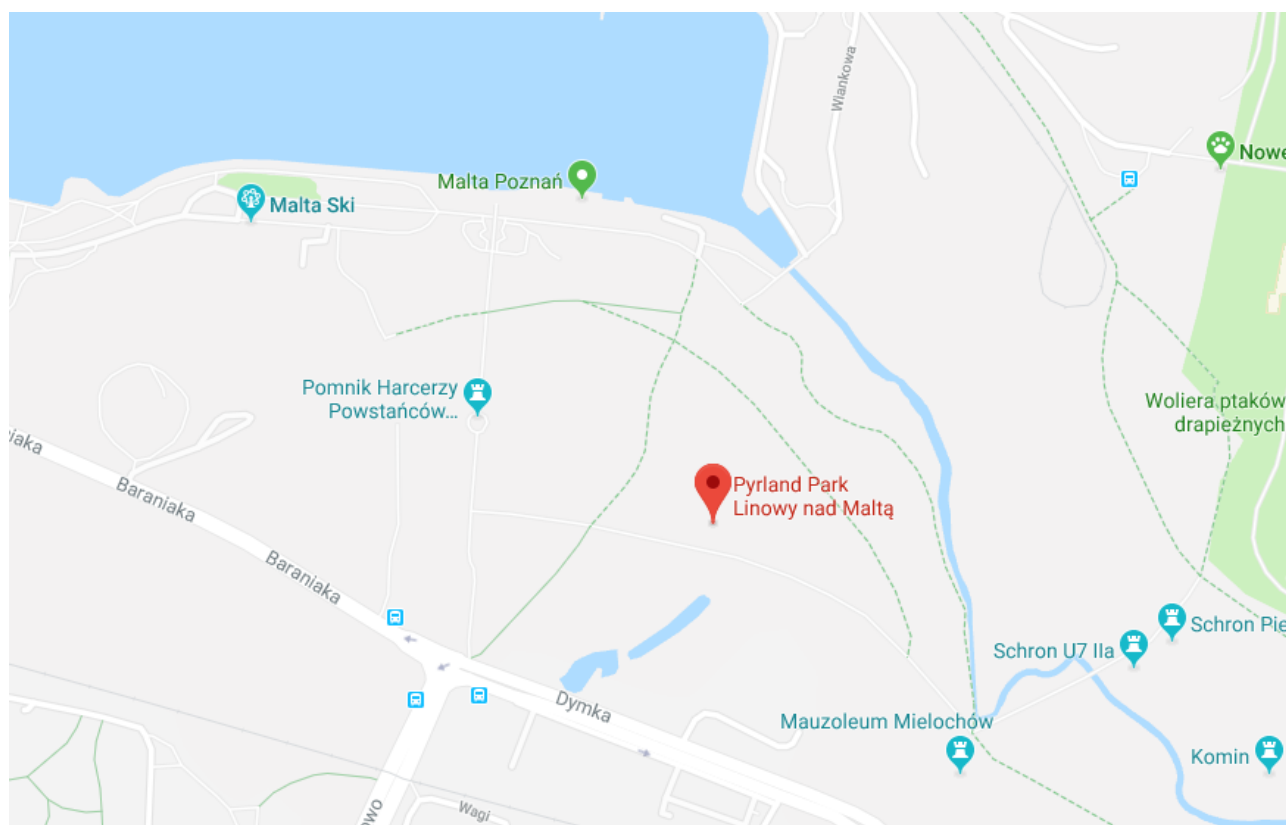 Wiankowa
Nowe
Malta Poznań
Malta Ski
Pomnik Harcerzy
Powstańców...
Woliera ptaków
drapieżnych
Pyrland Park
Linowy nad Maltą
Baraniaka
Baraniaka
Schron Pie
Schron U7 IIa
Dymka
Mauzoleum Mielochów
Komin
Wagi